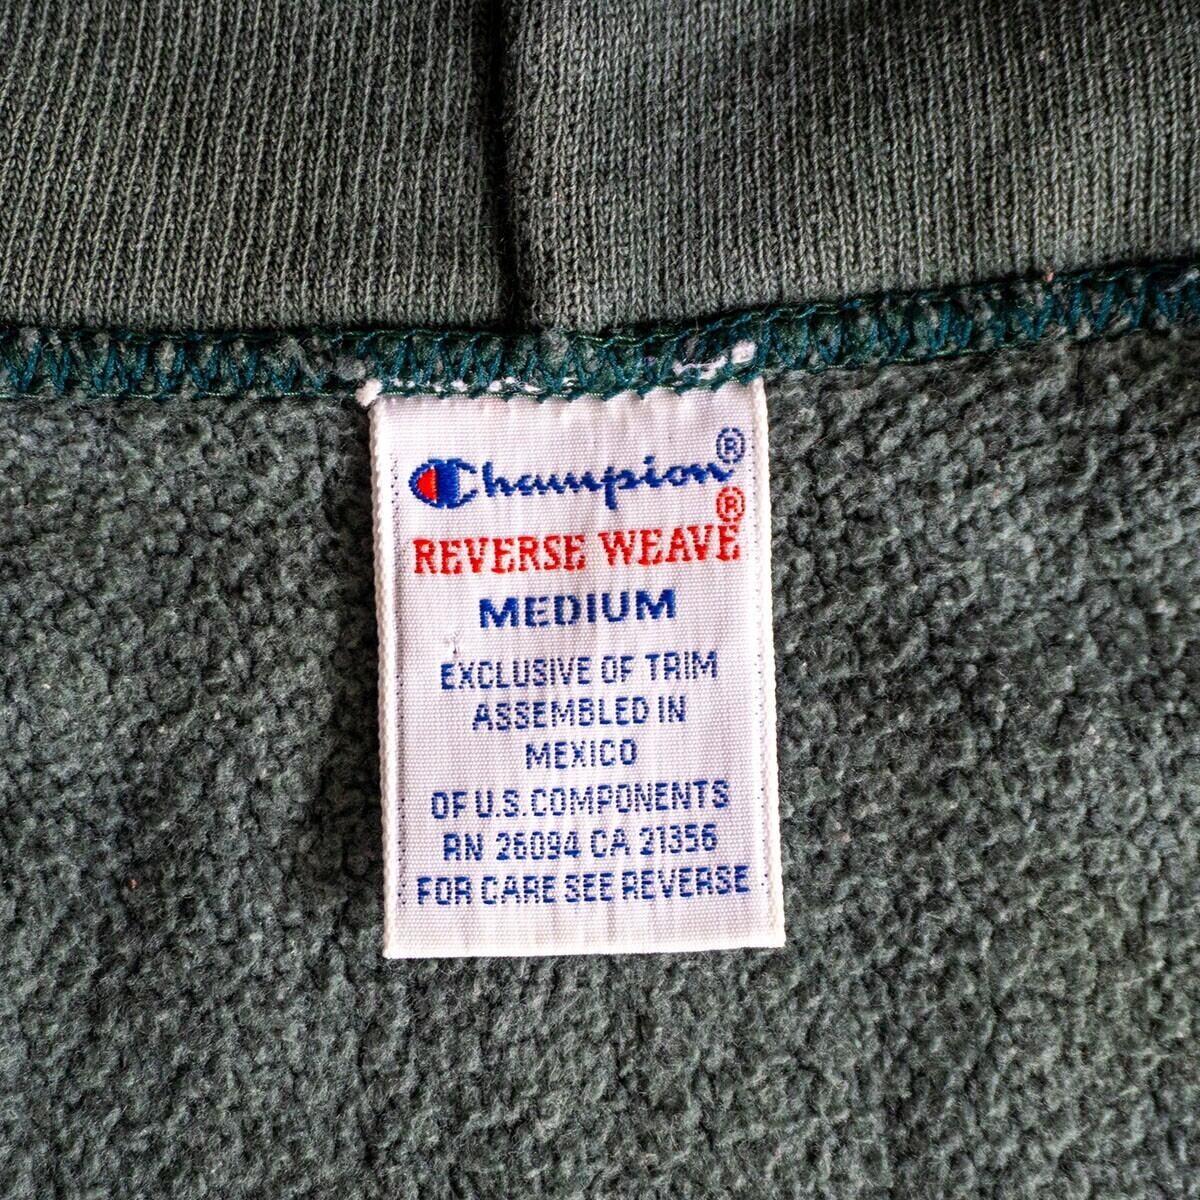 Champion®
REVERSE WEAVE®
MEDIUM
EXCLUSIVE OF TRIM
ASSEMBLED IN
MEXICO
OF U.S. COMPONENTS
RN 26094 CA 21356
FOR CARE SEE REVERSE